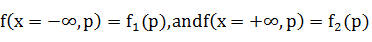 f(x = −∞,p) = f₁(p),andf(x = +∞,p) = f₂(p)